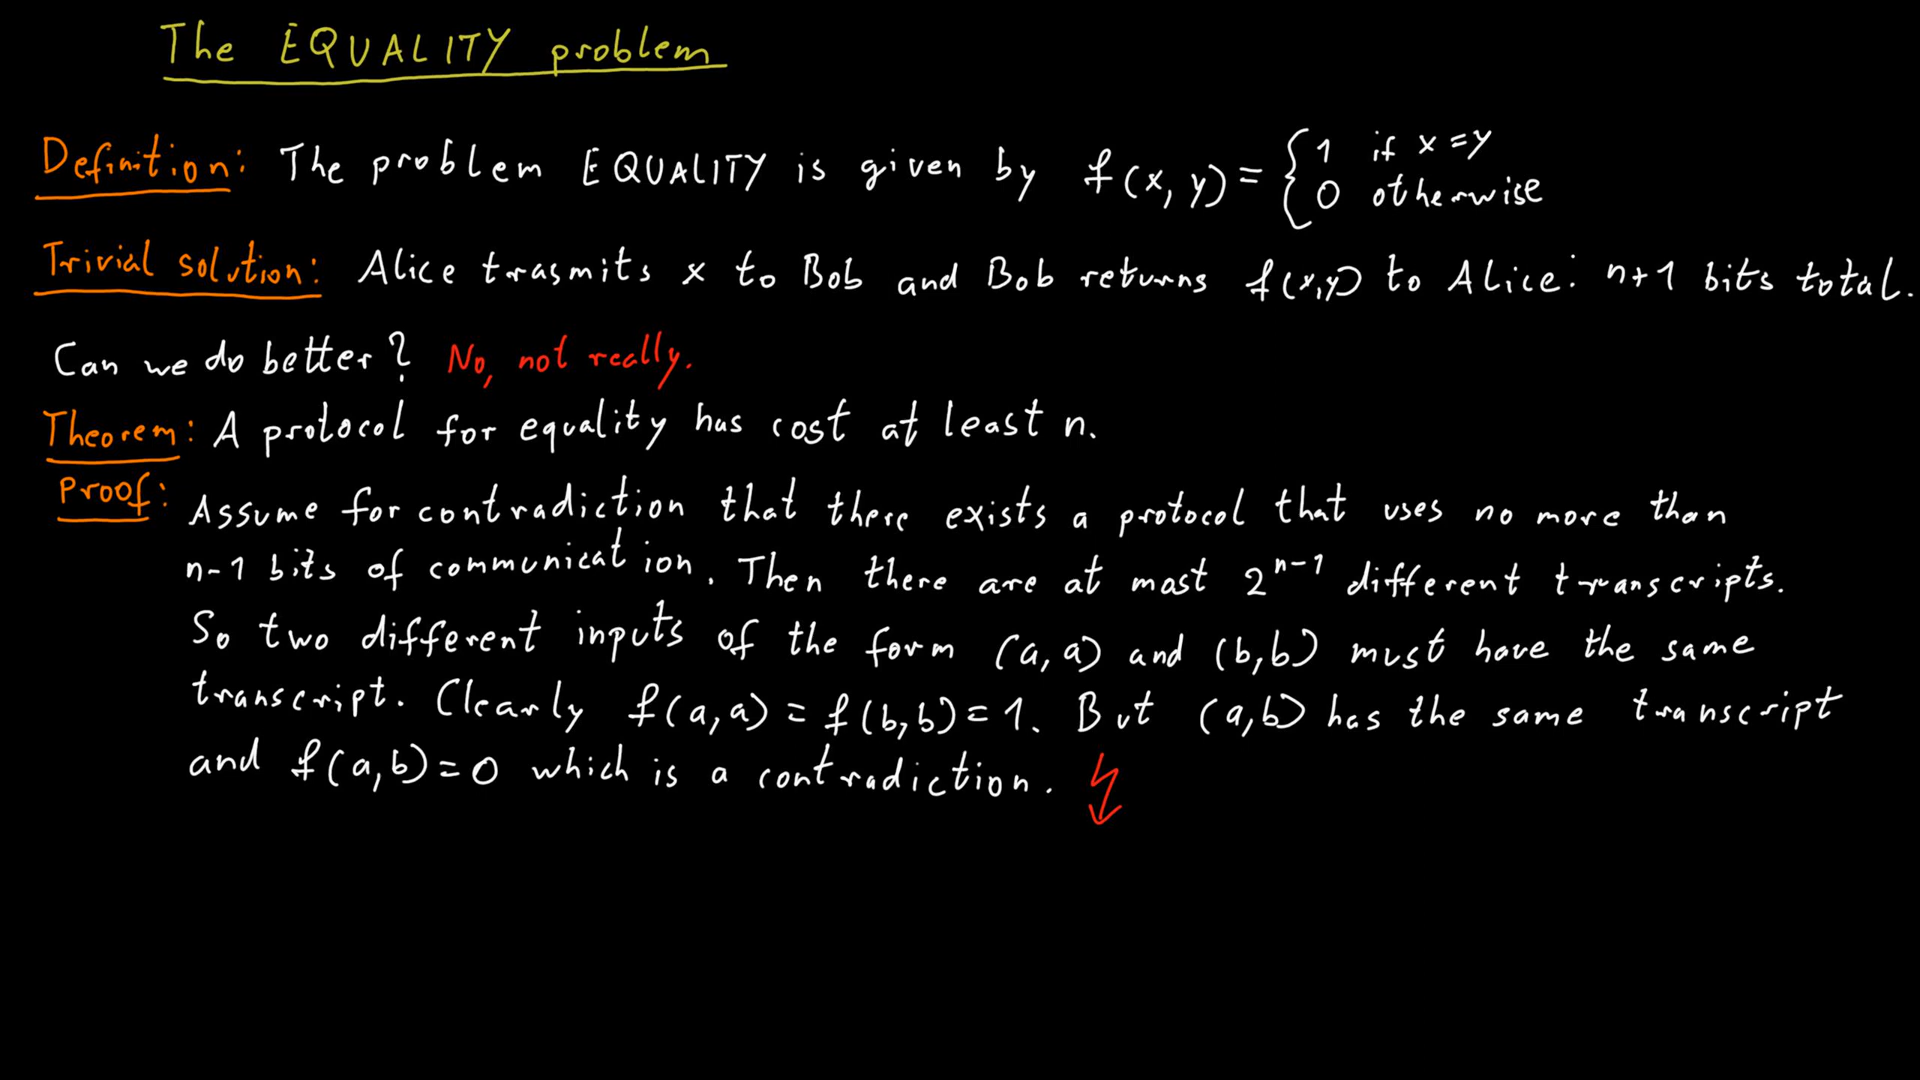 The EQUALITY problem
Definition: The problem EQUALITY is given by f(x, y) = { 1 if x = y
0 otherwise
Trivial solution: Alice trasmits x to Bob and Bob returns f(x,y) to Alice: n+1 bits total.
Can we do better? No, not really.
Theorem: A protocol for equality has cost at least n.
Proof: Assume for contradiction that there exists a protocol that uses no more than
n-1 bits of communication. Then there are at most 2^{n-1} different transcripts.
So two different inputs of the form (a, a) and (b, b) must have the same
transcript. Clearly f(a, a) = f(b, b) = 1. But (a, b) has the same transcript
and f(a, b) = 0 which is a contradiction. ↯